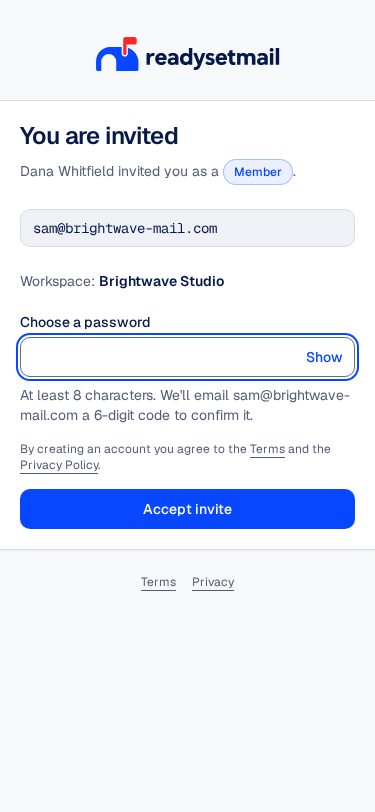 readysetmail
You are invited
Dana Whitfield invited you as a Member.
sam@brightwave-mail.com
Workspace: Brightwave Studio
Choose a password
Show
At least 8 characters. We'll email sam@brightwave-
mail.com a 6-digit code to confirm it.
By creating an account you agree to the Terms and the
Privacy Policy.
Accept invite
Terms Privacy